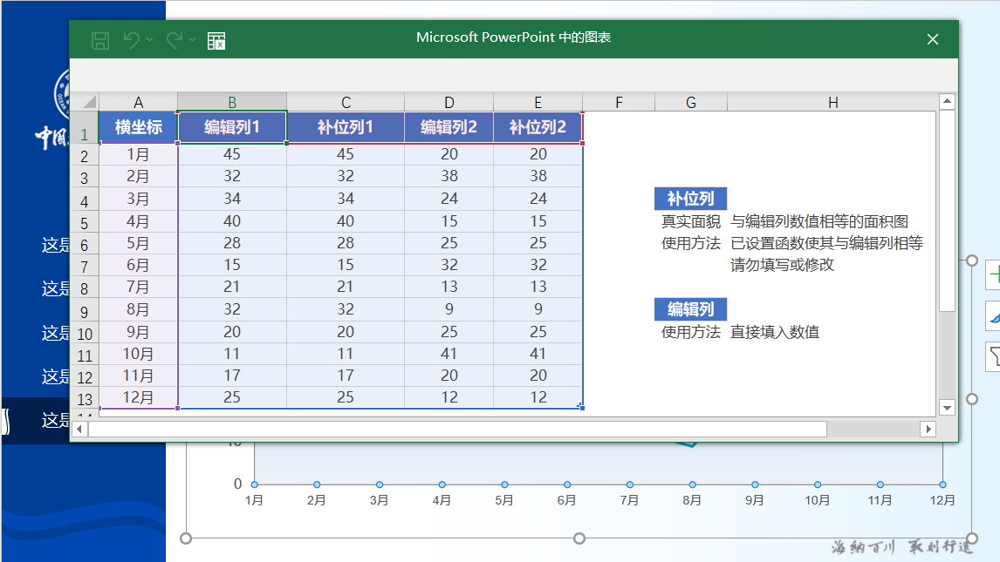 Microsoft PowerPoint 中的图表
A B C D E F G H
1 横坐标 编辑列1 补位列1 编辑列2 补位列2
2 1月 45 45 20 20
3 2月 32 32 38 38
4 3月 34 34 24 24
5 4月 40 40 15 15
6 5月 28 28 25 25
7 6月 15 15 32 32
8 7月 21 21 13 13
9 8月 32 32 9 9
10 9月 20 20 25 25
11 10月 11 11 41 41
12 11月 17 17 20 20
13 12月 25 25 12 12
补位列
真实面貌 与编辑列数值相等的面积图
使用方法 已设置函数使其与编辑列相等
请勿填写或修改
编辑列
使用方法 直接填入数值
中国
这是
这是
这是
这是
这是
0
1月 2月 3月 4月 5月 6月 7月 8月 9月 10月 11月 12月
海纳百川 取则行远